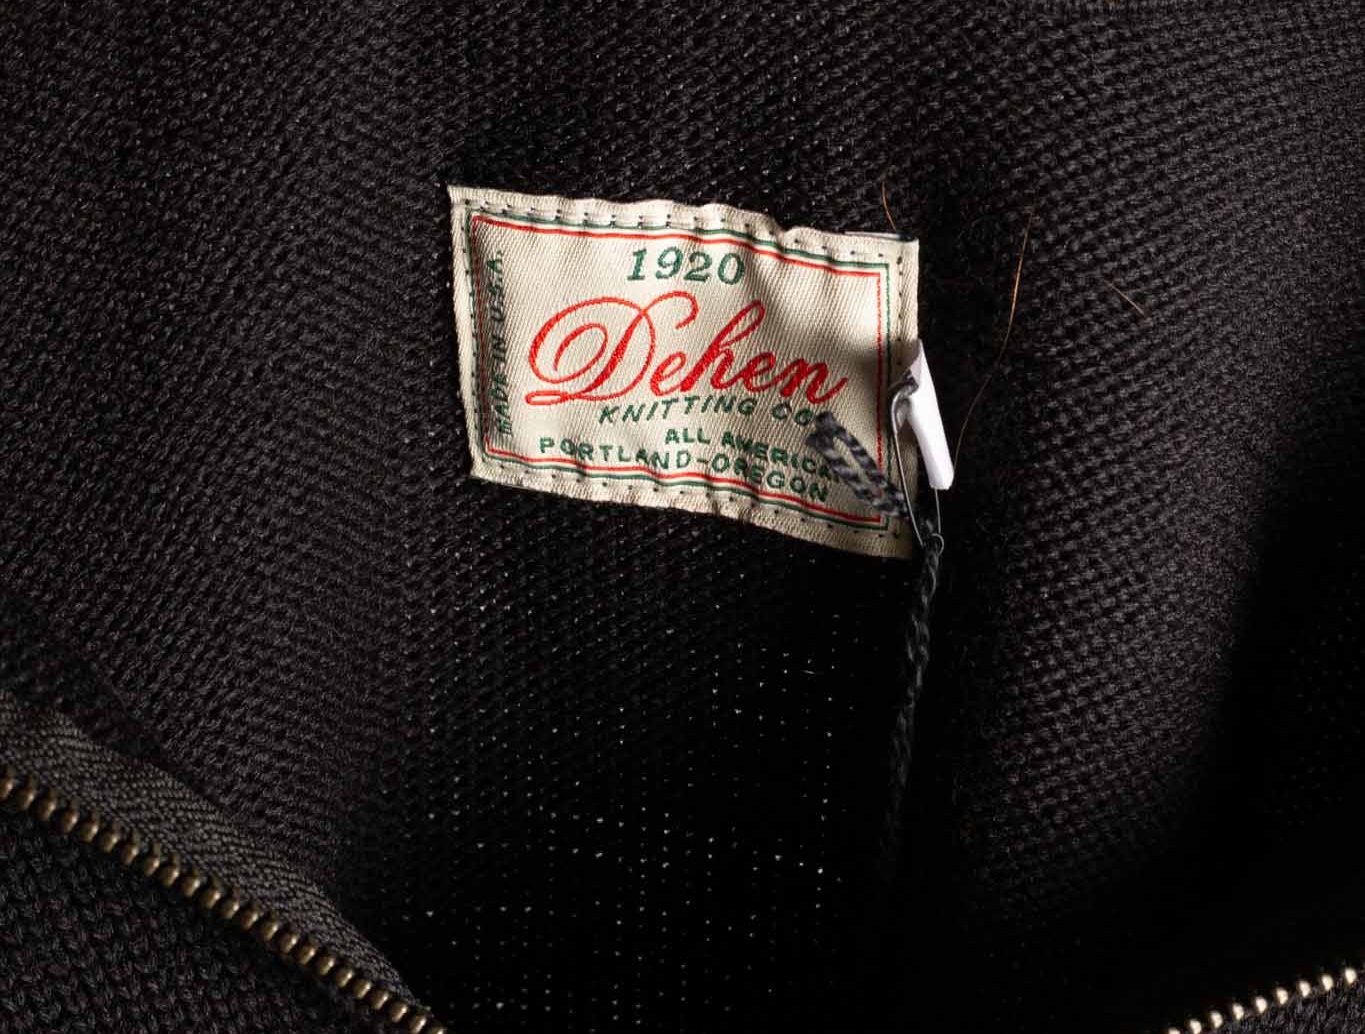 1920
Dehen
KNITTING CO
ALL AMERICAN
PORTLAND-OREGON
MADE IN U.S.A.